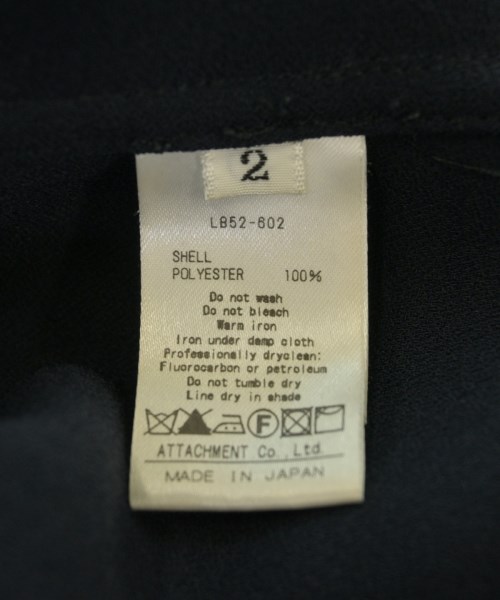 2
LB52-602
SHELL
POLYESTER 100%
Do not wash
Do not bleach
Warm iron
Iron under damp cloth
Professionally dryclean:
Fluorocarbon or petroleum
Do not tumble dry
Line dry in shade
F
ATTACHMENT Co.,Ltd.
MADE IN JAPAN